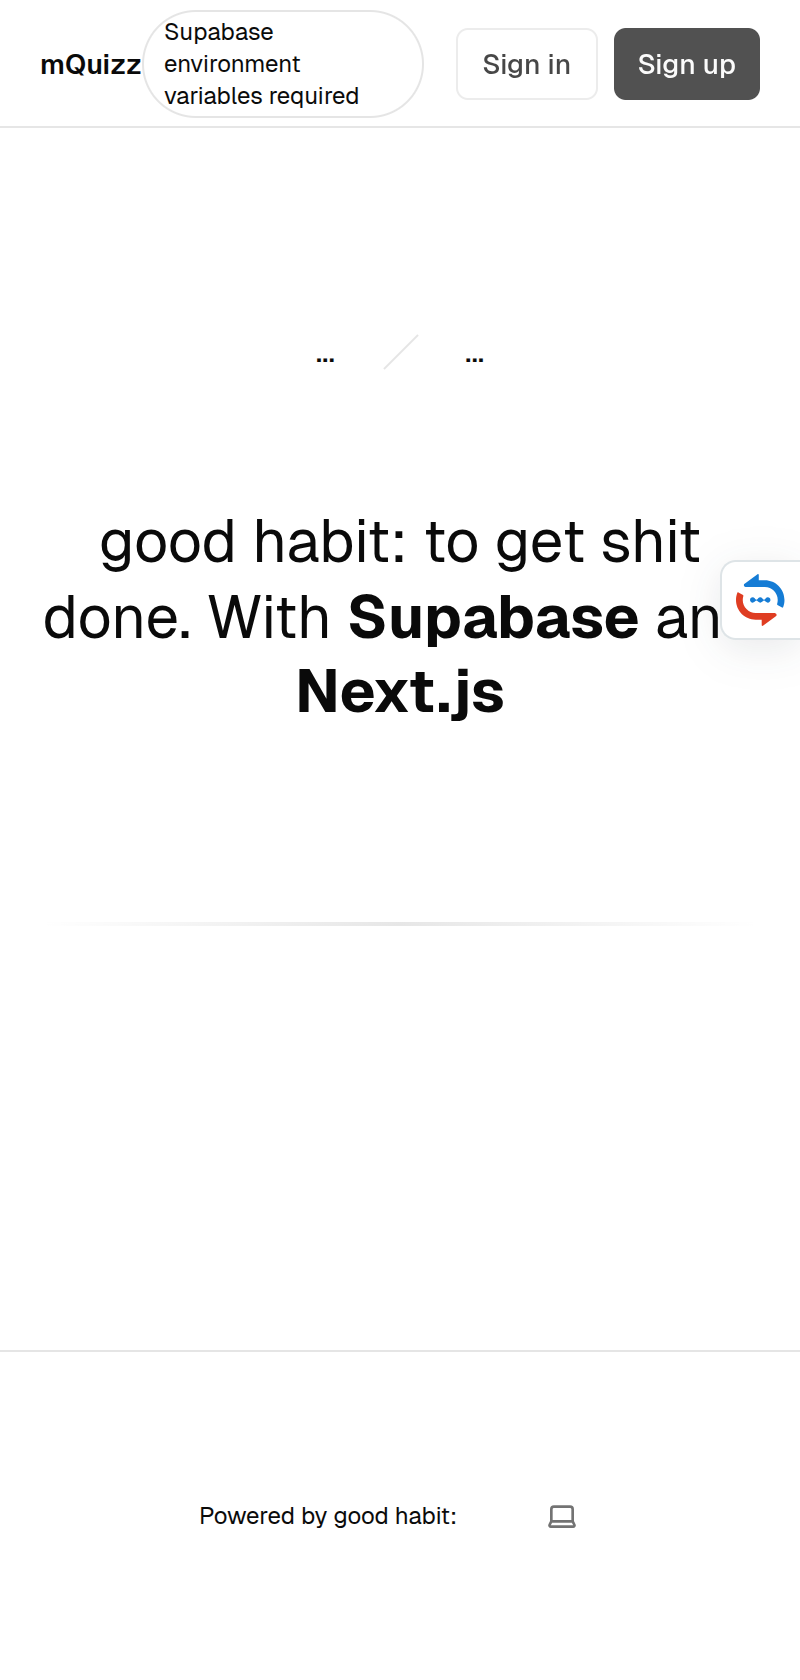 mQuizz
Supabase
environment
variables required
Sign in
Sign up
... ...
good habit: to get shit
done. With Supabase an
Next.js
Powered by good habit: